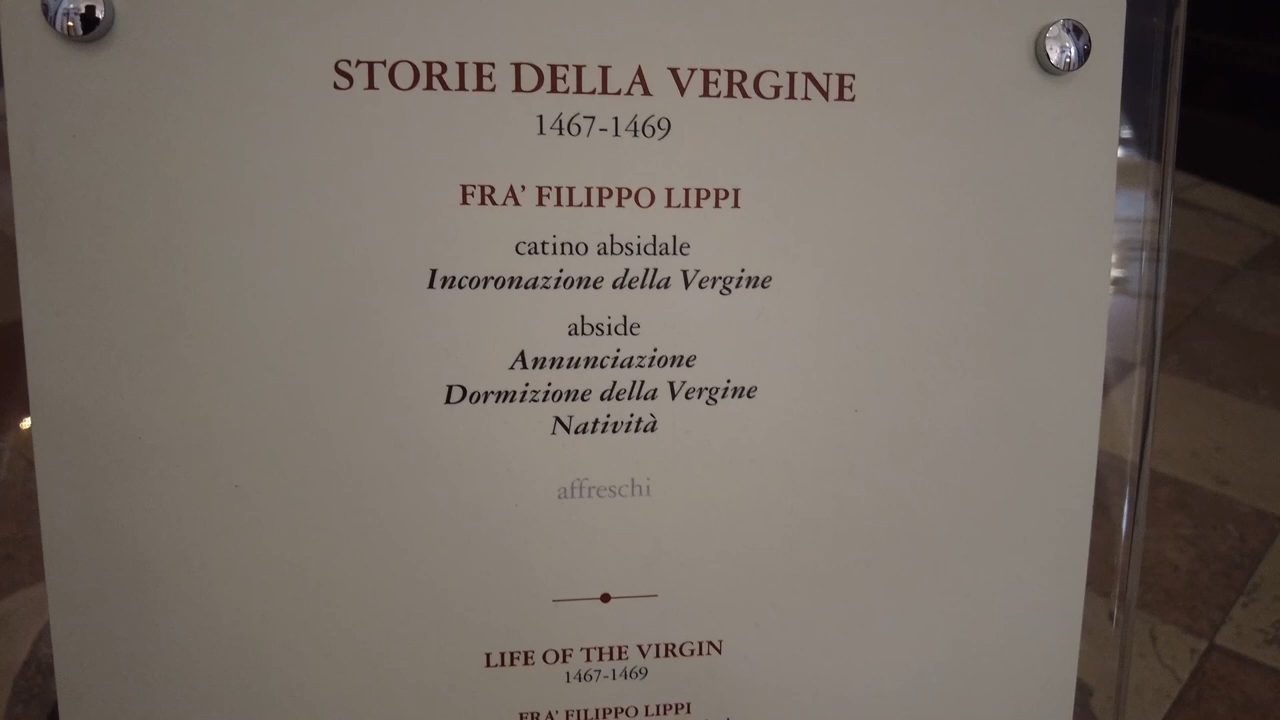 STORIE DELLA VERGINE
1467-1469
FRA’ FILIPPO LIPPI
catino absidale
Incoronazione della Vergine
abside
Annunciazione
Dormizione della Vergine
Natività
affreschi
LIFE OF THE VIRGIN
1467-1469
FRA’ FILIPPO LIPPI